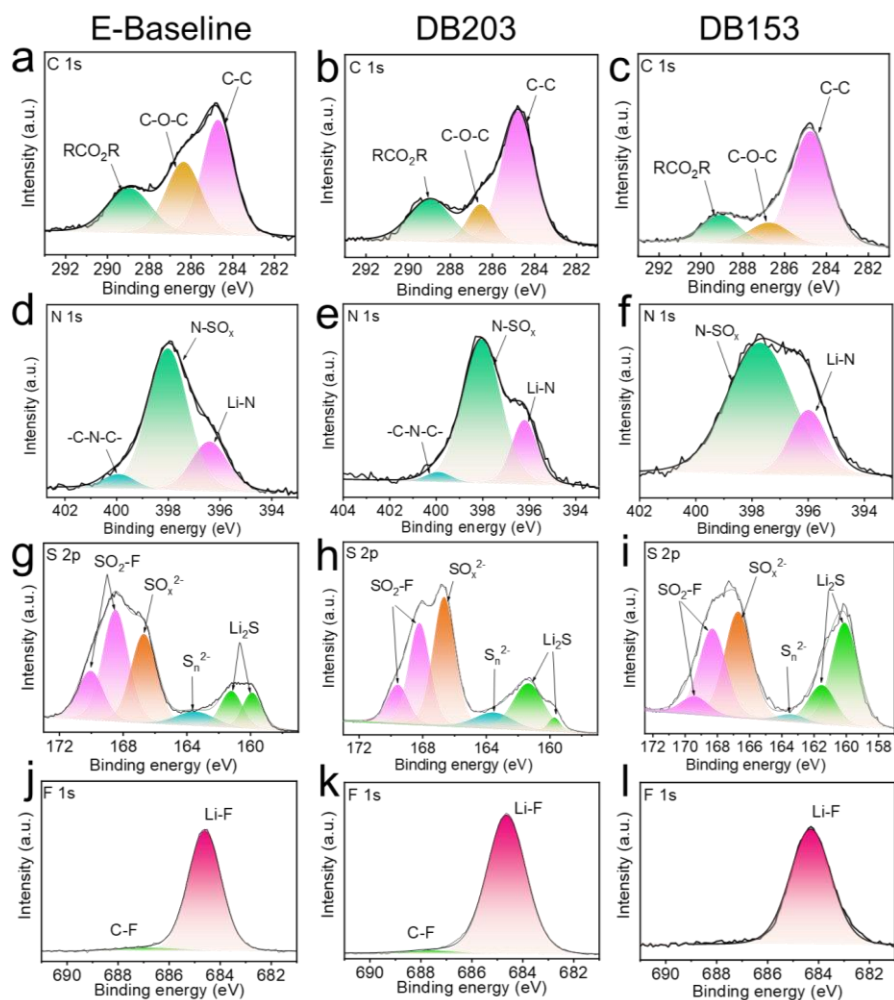 E-Baseline DB203 DB153
a b c
C 1s C 1s C 1s
C-C C-C C-C
C-O-C C-O-C C-O-C
RCO₂R RCO₂R RCO₂R
Intensity (a.u.) Intensity (a.u.) Intensity (a.u.)
292 290 288 286 284 282 292 290 288 286 284 282 292 290 288 286 284 282
Binding energy (eV) Binding energy (eV) Binding energy (eV)
d e f
N 1s N 1s N 1s
N-SOₓ N-SOₓ N-SOₓ
Li-N Li-N Li-N
-C-N-C- -C-N-C-
Intensity (a.u.) Intensity (a.u.) Intensity (a.u.)
402 400 398 396 394 404 402 400 398 396 394 402 400 398 396 394
Binding energy (eV) Binding energy (eV) Binding energy (eV)
g h i
S 2p S 2p S 2p
SO₂-F SOₓ²⁻ SO₂-F SOₓ²⁻ SO₂-F SOₓ²⁻
Sₙ²⁻ Li₂S Sₙ²⁻ Li₂S Sₙ²⁻ Li₂S
Intensity (a.u.) Intensity (a.u.) Intensity (a.u.)
172 168 164 160 172 168 164 160 172 170 168 166 164 162 160 158
Binding energy (eV) Binding energy (eV) Binding energy (eV)
j k l
F 1s F 1s F 1s
Li-F Li-F Li-F
C-F C-F
Intensity (a.u.) Intensity (a.u.) Intensity (a.u.)
690 688 686 684 682 690 688 686 684 682 690 688 686 684 682
Binding energy (eV) Binding energy (eV) Binding energy (eV)